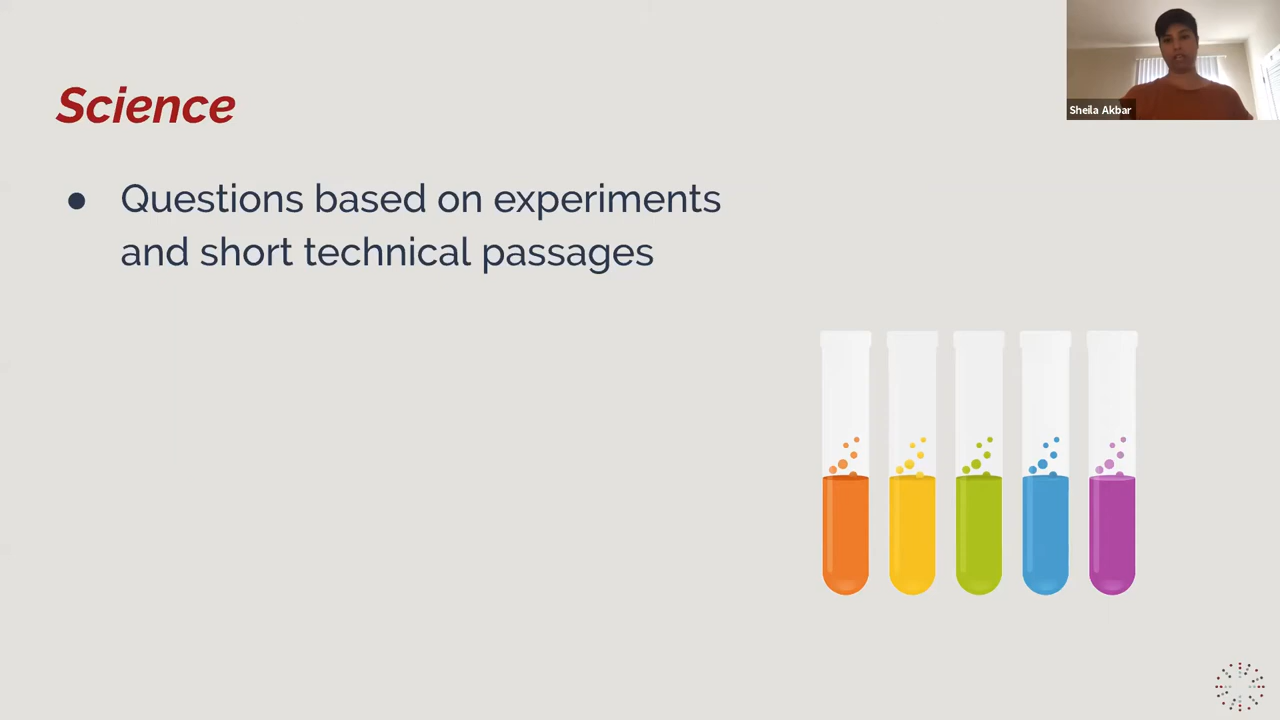 Science
● Questions based on experiments
and short technical passages
Sheila Akbar